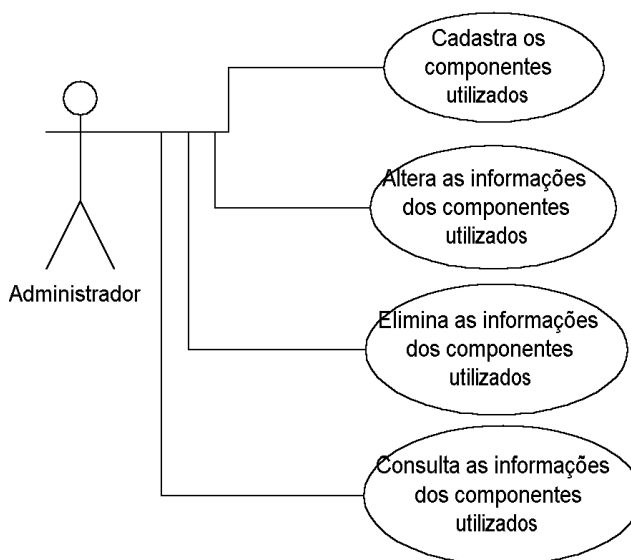 Cadastra os
componentes
utilizados
Altera as informações
dos componentes
utilizados
Administrador
Elimina as informações
dos componentes
utilizados
Consulta as informações
dos componentes
utilizados